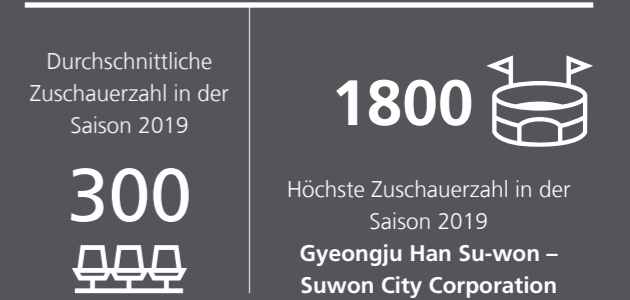 Durchschnittliche
Zuschauerzahl in der
Saison 2019
300
1800
Höchste Zuschauerzahl in der
Saison 2019
Gyeongju Han Su-won –
Suwon City Corporation